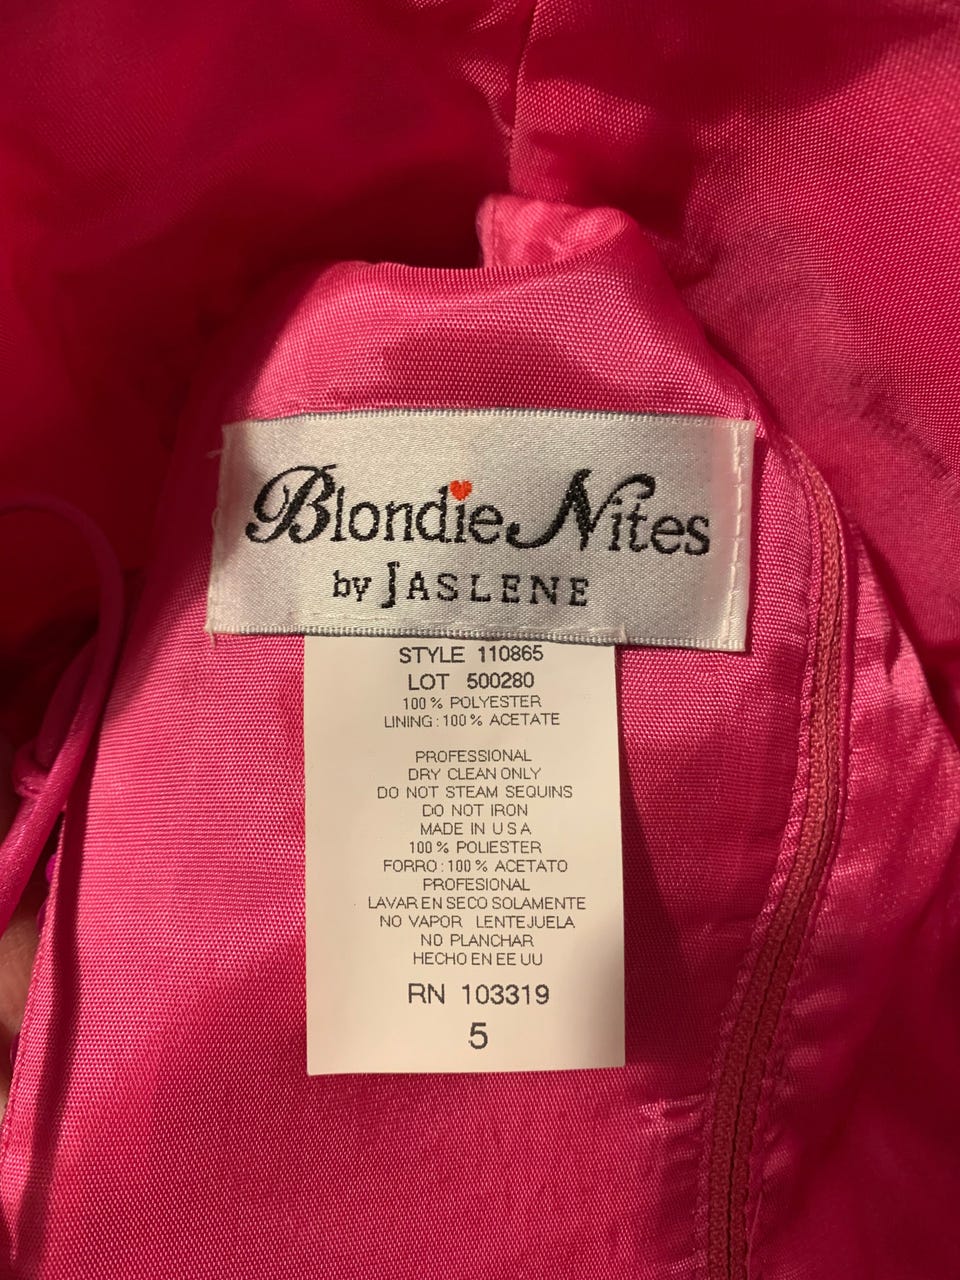 Blondie Nites
by JASLENE
STYLE 110865
LOT 500280
100% POLYESTER
LINING: 100% ACETATE
PROFESSIONAL
DRY CLEAN ONLY
DO NOT STEAM SEQUINS
DO NOT IRON
MADE IN U S A
100% POLIESTER
FORRO: 100% ACETATO
PROFESIONAL
LAVAR EN SECO SOLAMENTE
NO VAPOR LENTEJUELA
NO PLANCHAR
HECHO EN EE UU
RN 103319
5